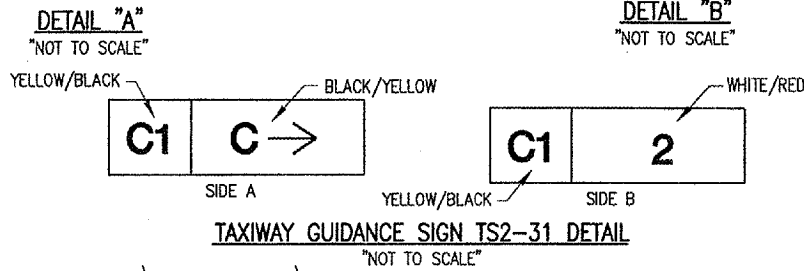 DETAIL "A"
"NOT TO SCALE"
DETAIL "B"
"NOT TO SCALE"
YELLOW/BLACK
BLACK/YELLOW
C1 C →
SIDE A
WHITE/RED
C1 2
YELLOW/BLACK
SIDE B
TAXIWAY GUIDANCE SIGN TS2-31 DETAIL
"NOT TO SCALE"